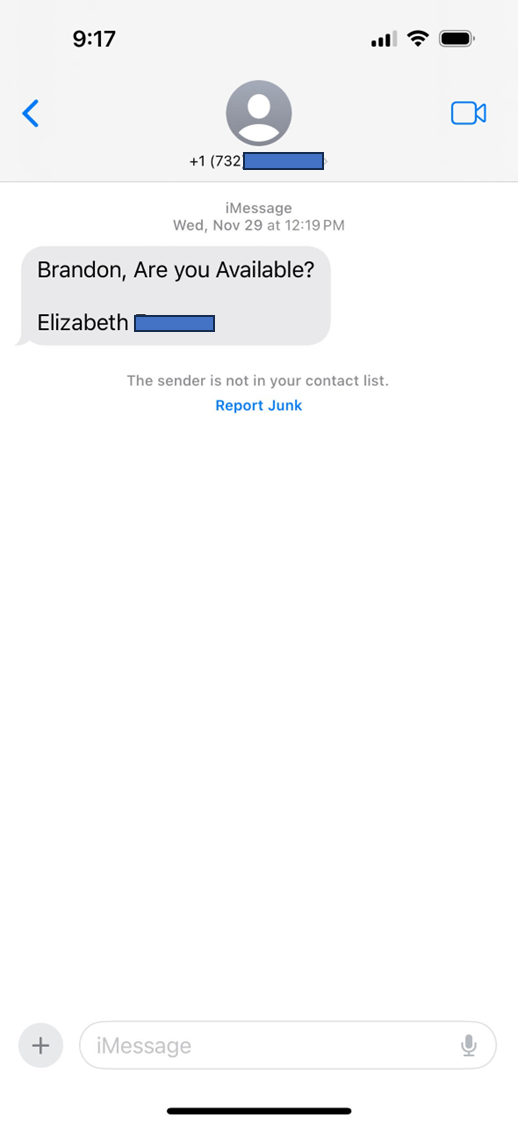 9:17
+1 (732
iMessage
Wed, Nov 29 at 12:19 PM
Brandon, Are you Available?
Elizabeth
The sender is not in your contact list.
Report Junk
iMessage